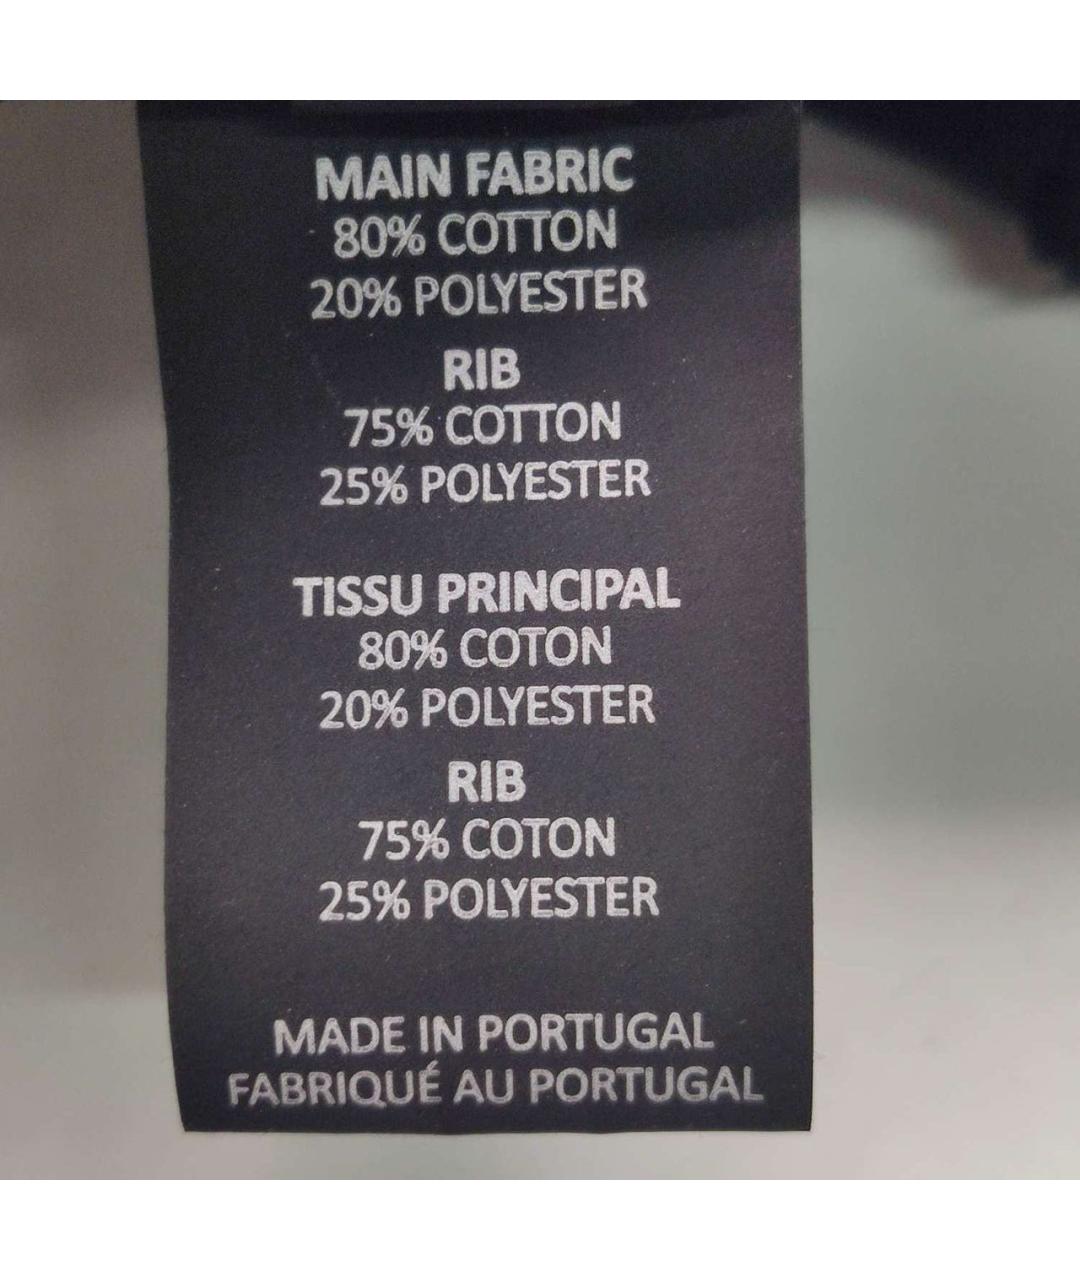 MAIN FABRIC
80% COTTON
20% POLYESTER
RIB
75% COTTON
25% POLYESTER
TISSU PRINCIPAL
80% COTON
20% POLYESTER
RIB
75% COTON
25% POLYESTER
MADE IN PORTUGAL
FABRIQUÉ AU PORTUGAL